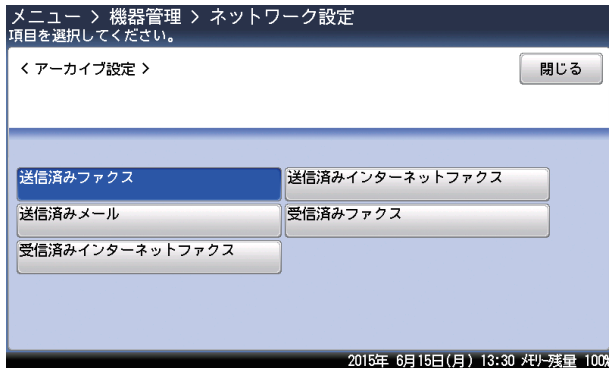 メニュー > 機器管理 > ネットワーク設定
項目を選択してください。
< アーカイブ設定 >
閉じる
送信済みファクス
送信済みインターネットファクス
送信済みメール
受信済みファクス
受信済みインターネットファクス
2015年 6月15日(月) 13:30 メモリー残量 100%